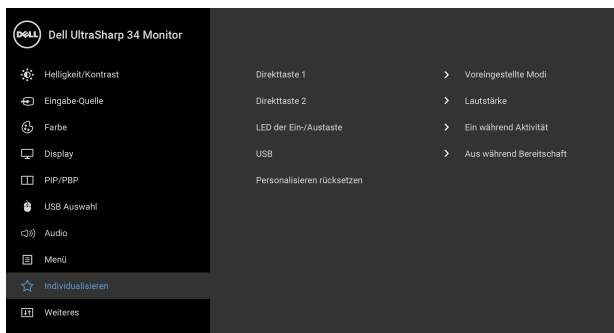 DELL Dell UltraSharp 34 Monitor
Helligkeit/Kontrast Direkttaste 1 Voreingestellte Modi
Eingabe-Quelle Direkttaste 2 Lautstärke
Farbe LED der Ein-/Austaste Ein während Aktivität
Display USB Aus während Bereitschaft
PIP/PBP Personalisieren rücksetzen
USB Auswahl
Audio
Menü
Individualisieren
Weiteres